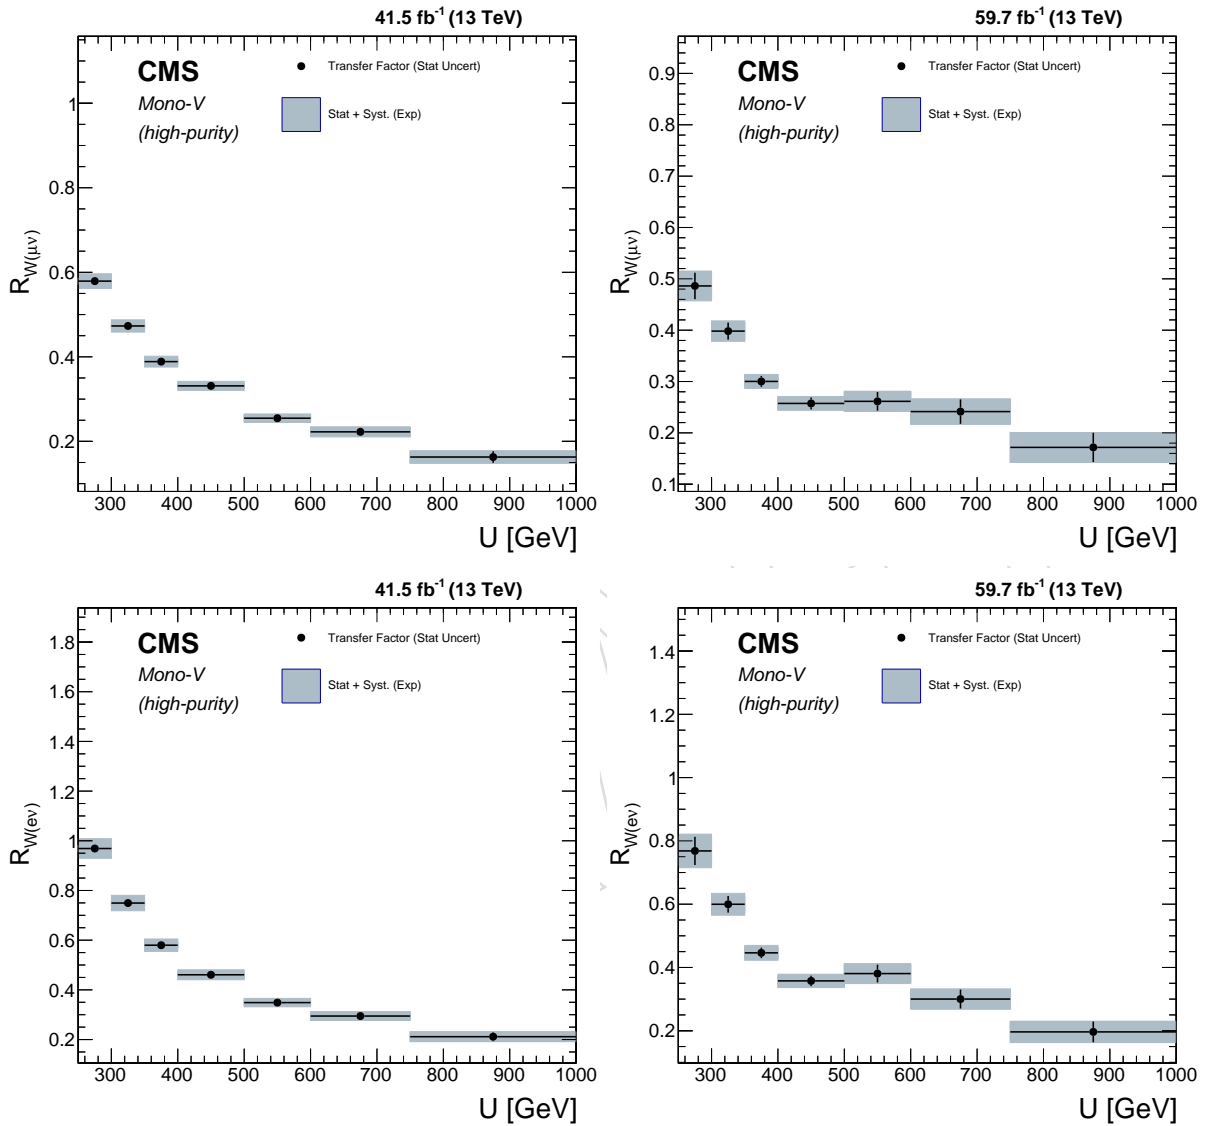 41.5 fb⁻¹ (13 TeV)
CMS
Transfer Factor (Stat Uncert)
Mono-V
Stat + Syst. (Exp)
(high-purity)
1
0.8
0.6
0.4
0.2
R_W(μν)
300 400 500 600 700 800 900 1000
U [GeV]
59.7 fb⁻¹ (13 TeV)
CMS
Transfer Factor (Stat Uncert)
Mono-V
Stat + Syst. (Exp)
(high-purity)
0.9
0.8
0.7
0.6
0.5
0.4
0.3
0.2
0.1
R_W(μν)
300 400 500 600 700 800 900 1000
U [GeV]
41.5 fb⁻¹ (13 TeV)
CMS
Transfer Factor (Stat Uncert)
Mono-V
Stat + Syst. (Exp)
(high-purity)
1.8
1.6
1.4
1.2
1
0.8
0.6
0.4
0.2
R_W(eν)
300 400 500 600 700 800 900 1000
U [GeV]
59.7 fb⁻¹ (13 TeV)
CMS
Transfer Factor (Stat Uncert)
Mono-V
Stat + Syst. (Exp)
(high-purity)
1.4
1.2
1
0.8
0.6
0.4
0.2
R_W(eν)
300 400 500 600 700 800 900 1000
U [GeV]